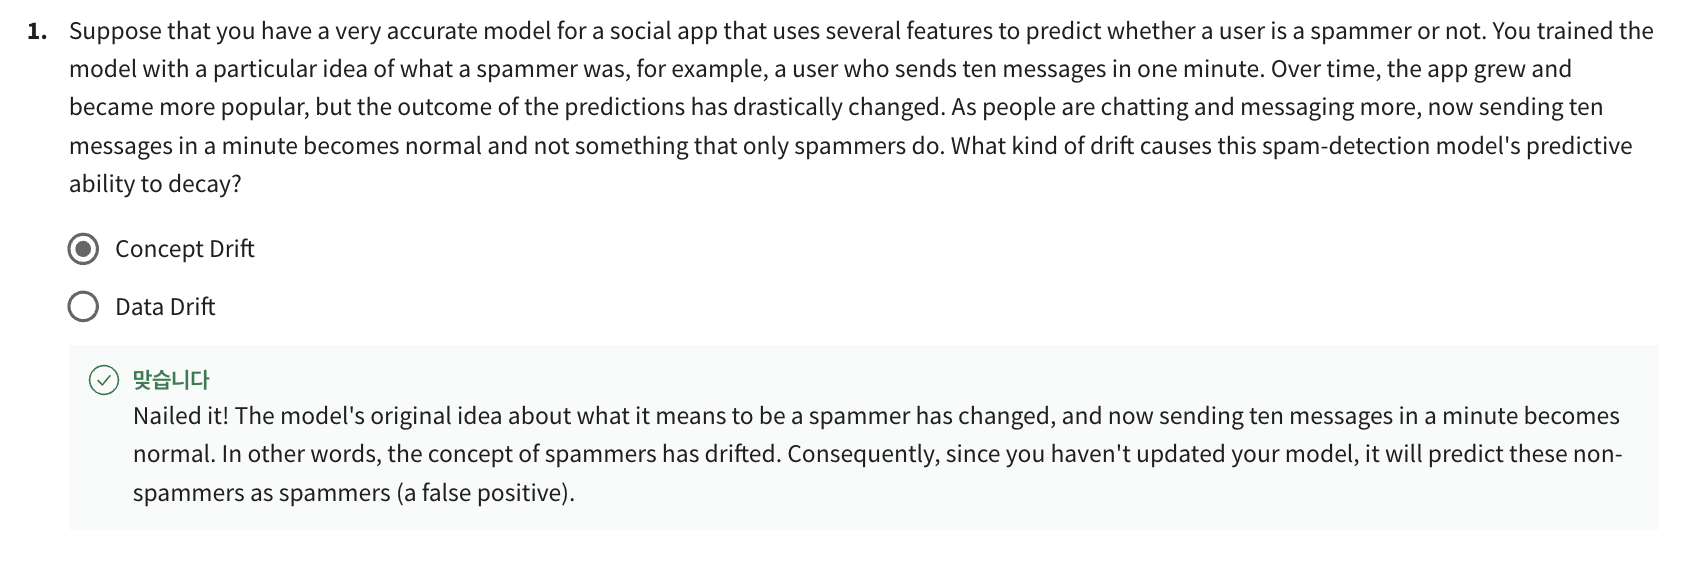 1. Suppose that you have a very accurate model for a social app that uses several features to predict whether a user is a spammer or not. You trained the
model with a particular idea of what a spammer was, for example, a user who sends ten messages in one minute. Over time, the app grew and
became more popular, but the outcome of the predictions has drastically changed. As people are chatting and messaging more, now sending ten
messages in a minute becomes normal and not something that only spammers do. What kind of drift causes this spam-detection model's predictive
ability to decay?
Concept Drift
Data Drift
맞습니다
Nailed it! The model's original idea about what it means to be a spammer has changed, and now sending ten messages in a minute becomes
normal. In other words, the concept of spammers has drifted. Consequently, since you haven't updated your model, it will predict these non-
spammers as spammers (a false positive).